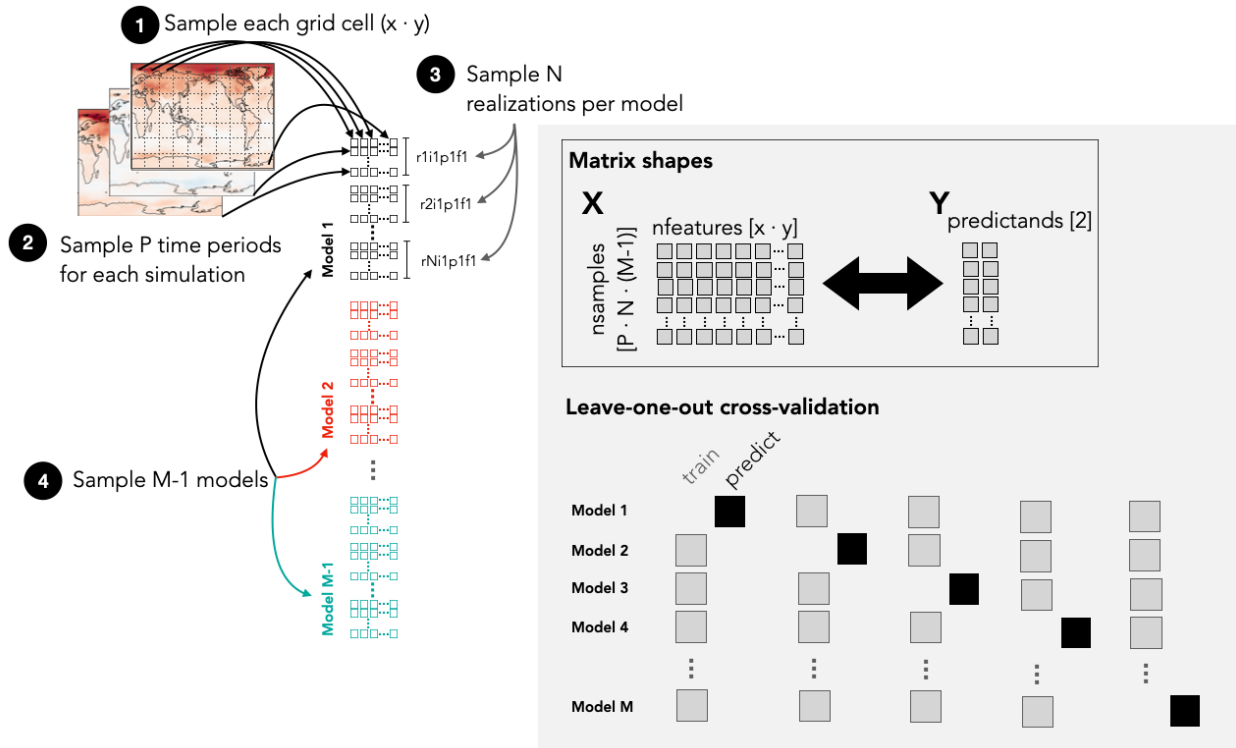 1 Sample each grid cell (x · y)
3 Sample N
realizations per model
r1i1p1f1
r2i1p1f1
rNi1p1f1
Model 1
2 Sample P time periods
for each simulation
Model 2
4 Sample M-1 models
Model M-1
Matrix shapes
X
nfeatures [x · y]
nsamples
[P · N · (M-1)]
Y
predictands [2]
Leave-one-out cross-validation
train
predict
Model 1
Model 2
Model 3
Model 4
Model M